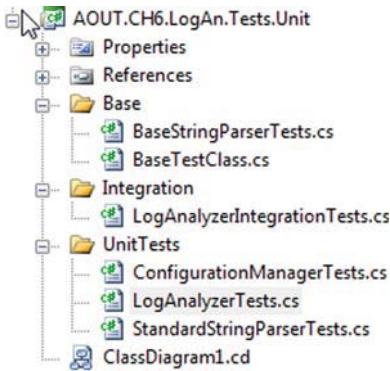 AOUT.CH6.LogAn.Tests.Unit
Properties
References
Base
BaseStringParserTests.cs
BaseTestClass.cs
Integration
LogAnalyzerIntegrationTests.cs
UnitTests
ConfigurationManagerTests.cs
LogAnalyzerTests.cs
StandardStringParserTests.cs
ClassDiagram1.cd